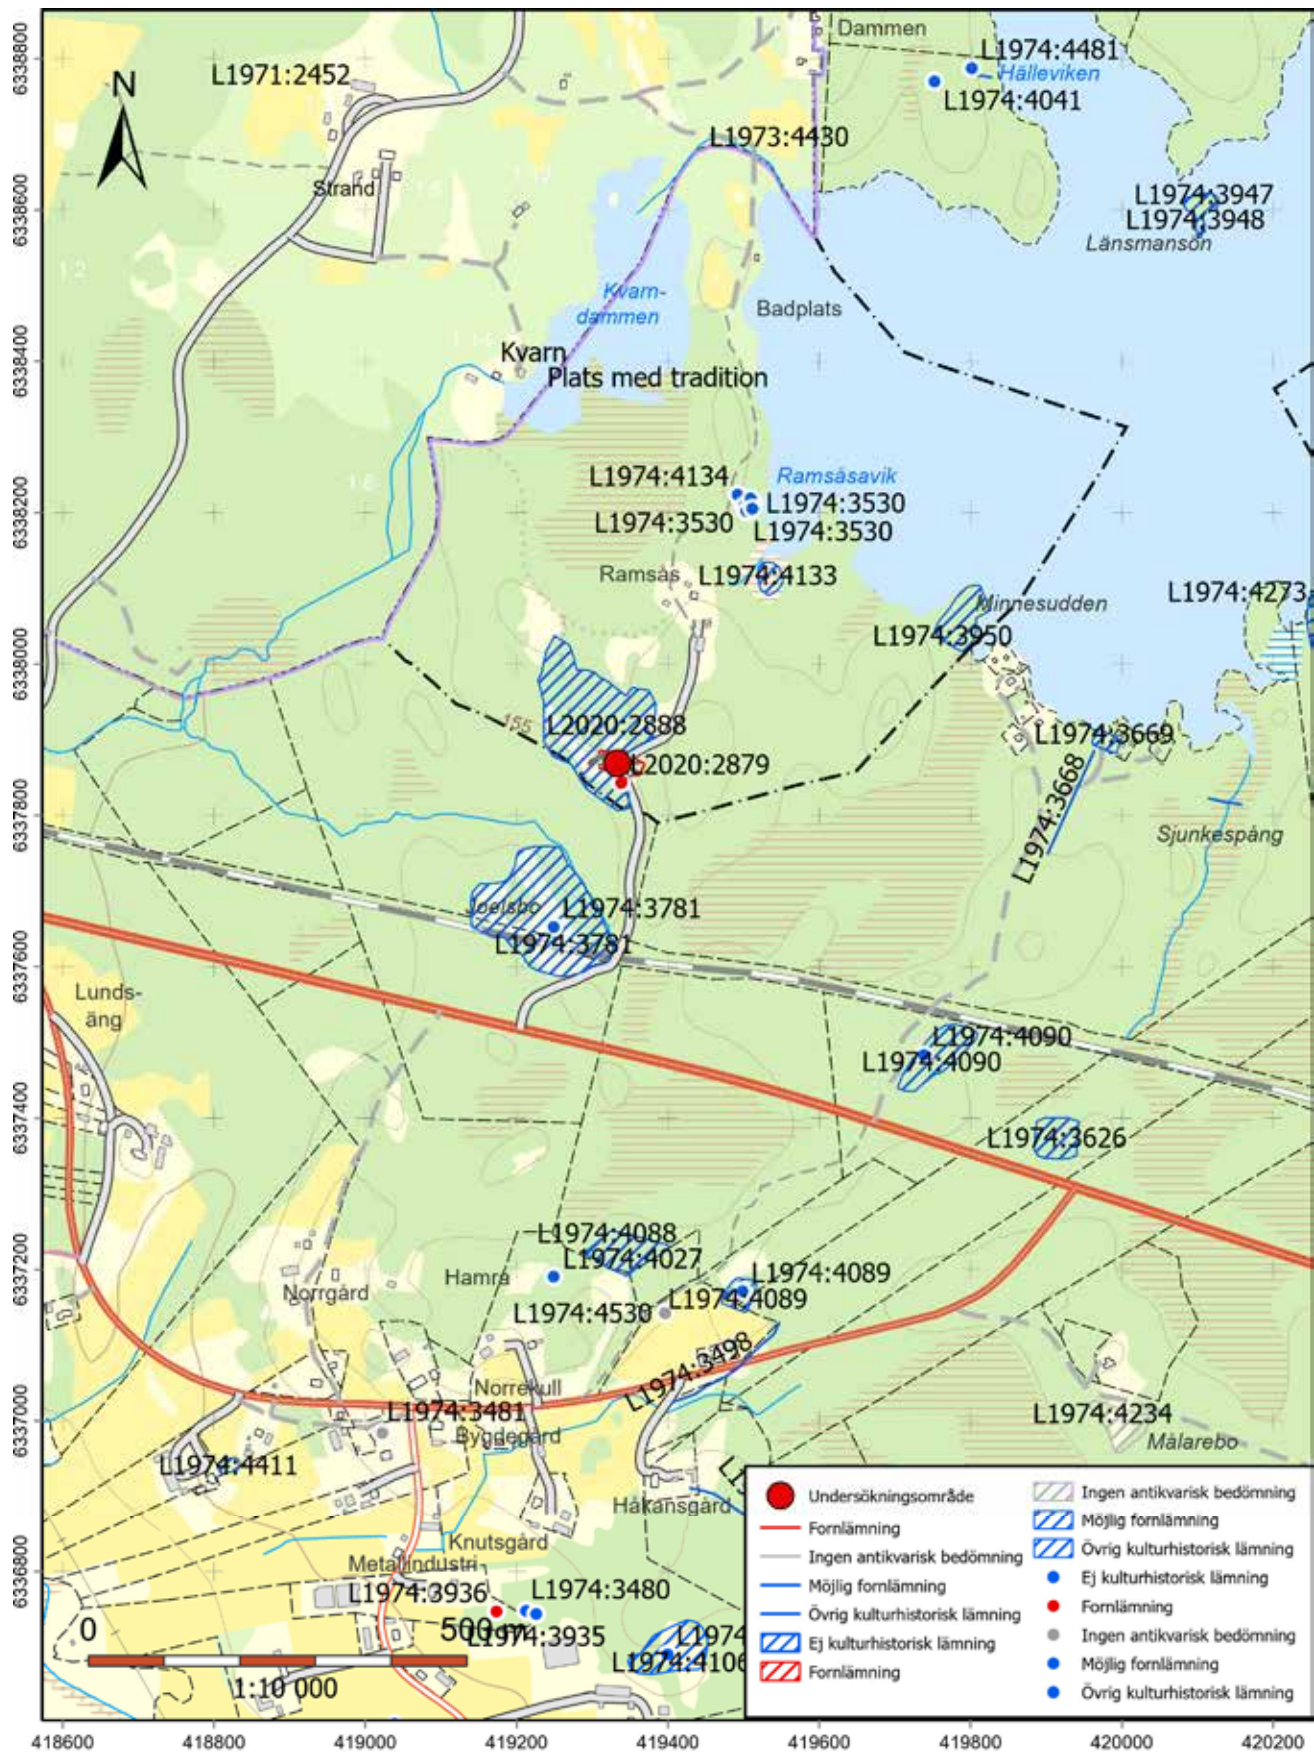 6338800
6338600
6338400
6338200
6338000
6337800
6337600
6337400
6337200
6337000
6336800
N
L1971:2452
Strand
Dammen
L1974:4481
Hälleviken
L1974:4041
L1973:4430
L1974:3947
L1974:3948
Länsmansön
Kvarn-
dammen
Badplats
Kvarn
Plats med tradition
L1974:4134
Ramsåsavik
L1974:3530
L1974:3530
L1974:3530
Ramsås
L1974:4133
Minnesudden
L1974:4273
L1974:3950
155
L2020:2888
L2020:2879
L1974:3669
L1974:3668
Sjunkespång
Joelsbo
L1974:3781
L1974:3781
Lunds-
äng
L1974:4090
L1974:4090
L1974:3626
L1974:4088
L1974:4027
Hamra
L1974:4089
L1974:4089
L1974:4530
Norrgård
L1974:3498
Norrekull
L1974:3481
Bygdegård
L1974:4234
Målarebo
L1974:4411
Håkansgård
Knutsgård
Metallindustri
L1974:3936
L1974:3480
L1974:3935
L1974
L1974:4106
0
500 m
1:10 000
Undersökningsområde
Fornlämning
Ingen antikvarisk bedömning
Möjlig fornlämning
Övrig kulturhistorisk lämning
Ej kulturhistorisk lämning
Fornlämning
Ingen antikvarisk bedömning
Möjlig fornlämning
Övrig kulturhistorisk lämning
Ej kulturhistorisk lämning
Fornlämning
Ingen antikvarisk bedömning
Möjlig fornlämning
Övrig kulturhistorisk lämning
418600 418800 419000 419200 419400 419600 419800 420000 420200